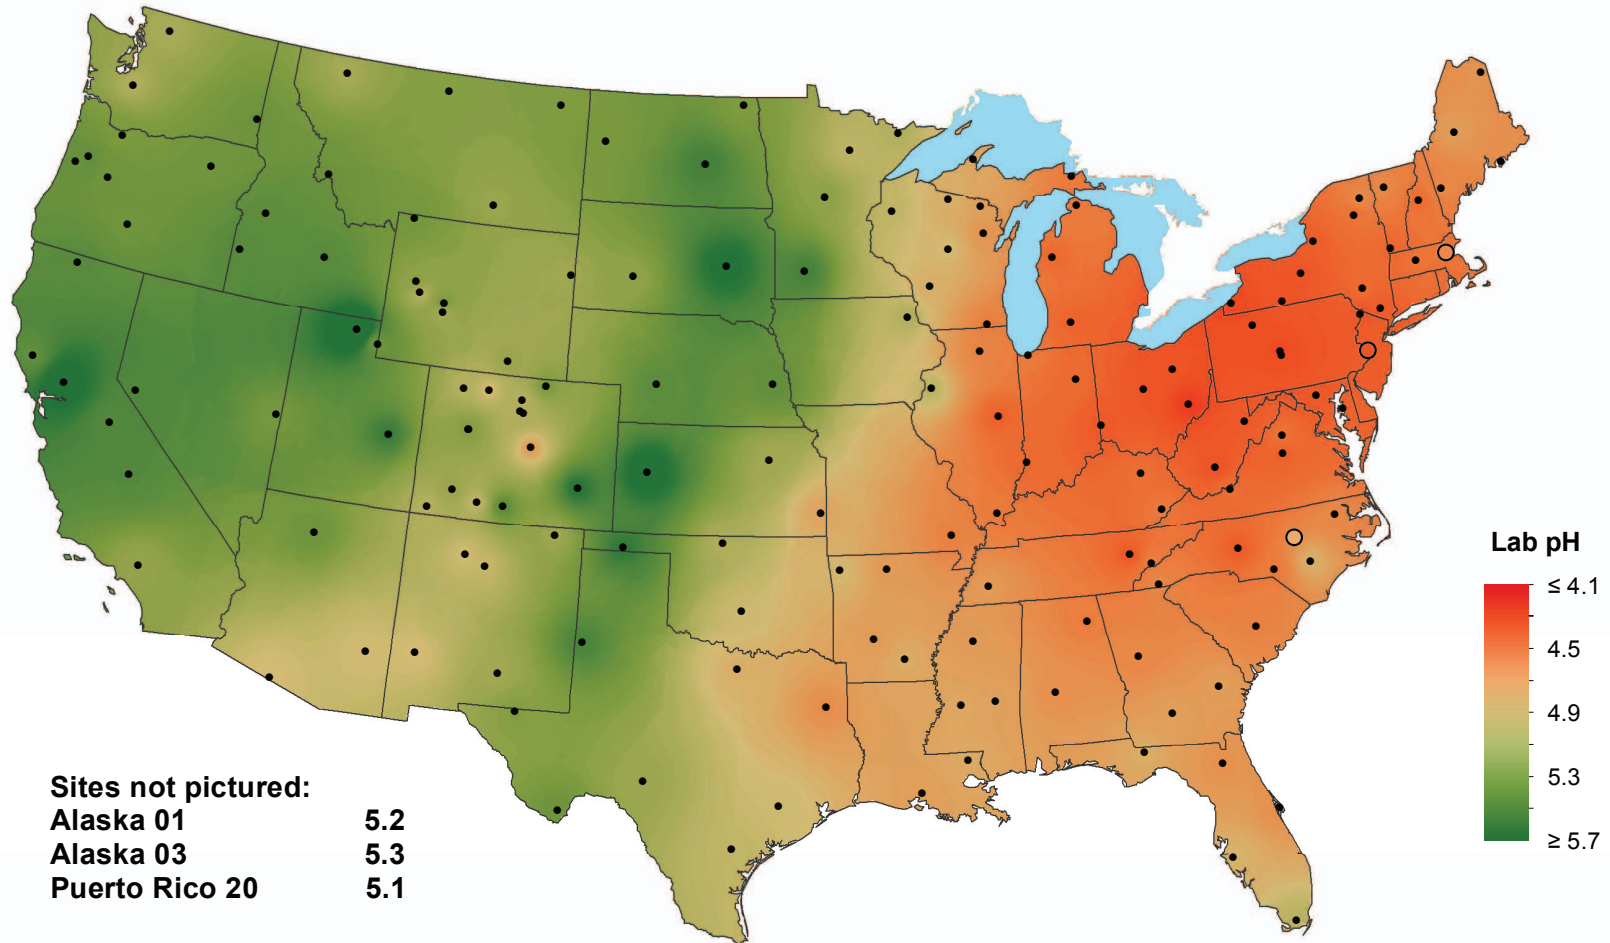 Lab pH
≤ 4.1
4.5
4.9
5.3
≥ 5.7
Sites not pictured:
Alaska 01 5.2
Alaska 03 5.3
Puerto Rico 20 5.1